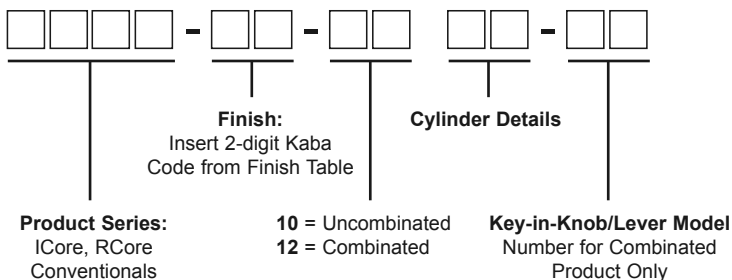 Finish:
Insert 2-digit Kaba
Code from Finish Table
Cylinder Details
Product Series:
ICore, RCore
Conventionals
10 = Uncombinated
12 = Combinated
Key-in-Knob/Lever Model
Number for Combinated
Product Only